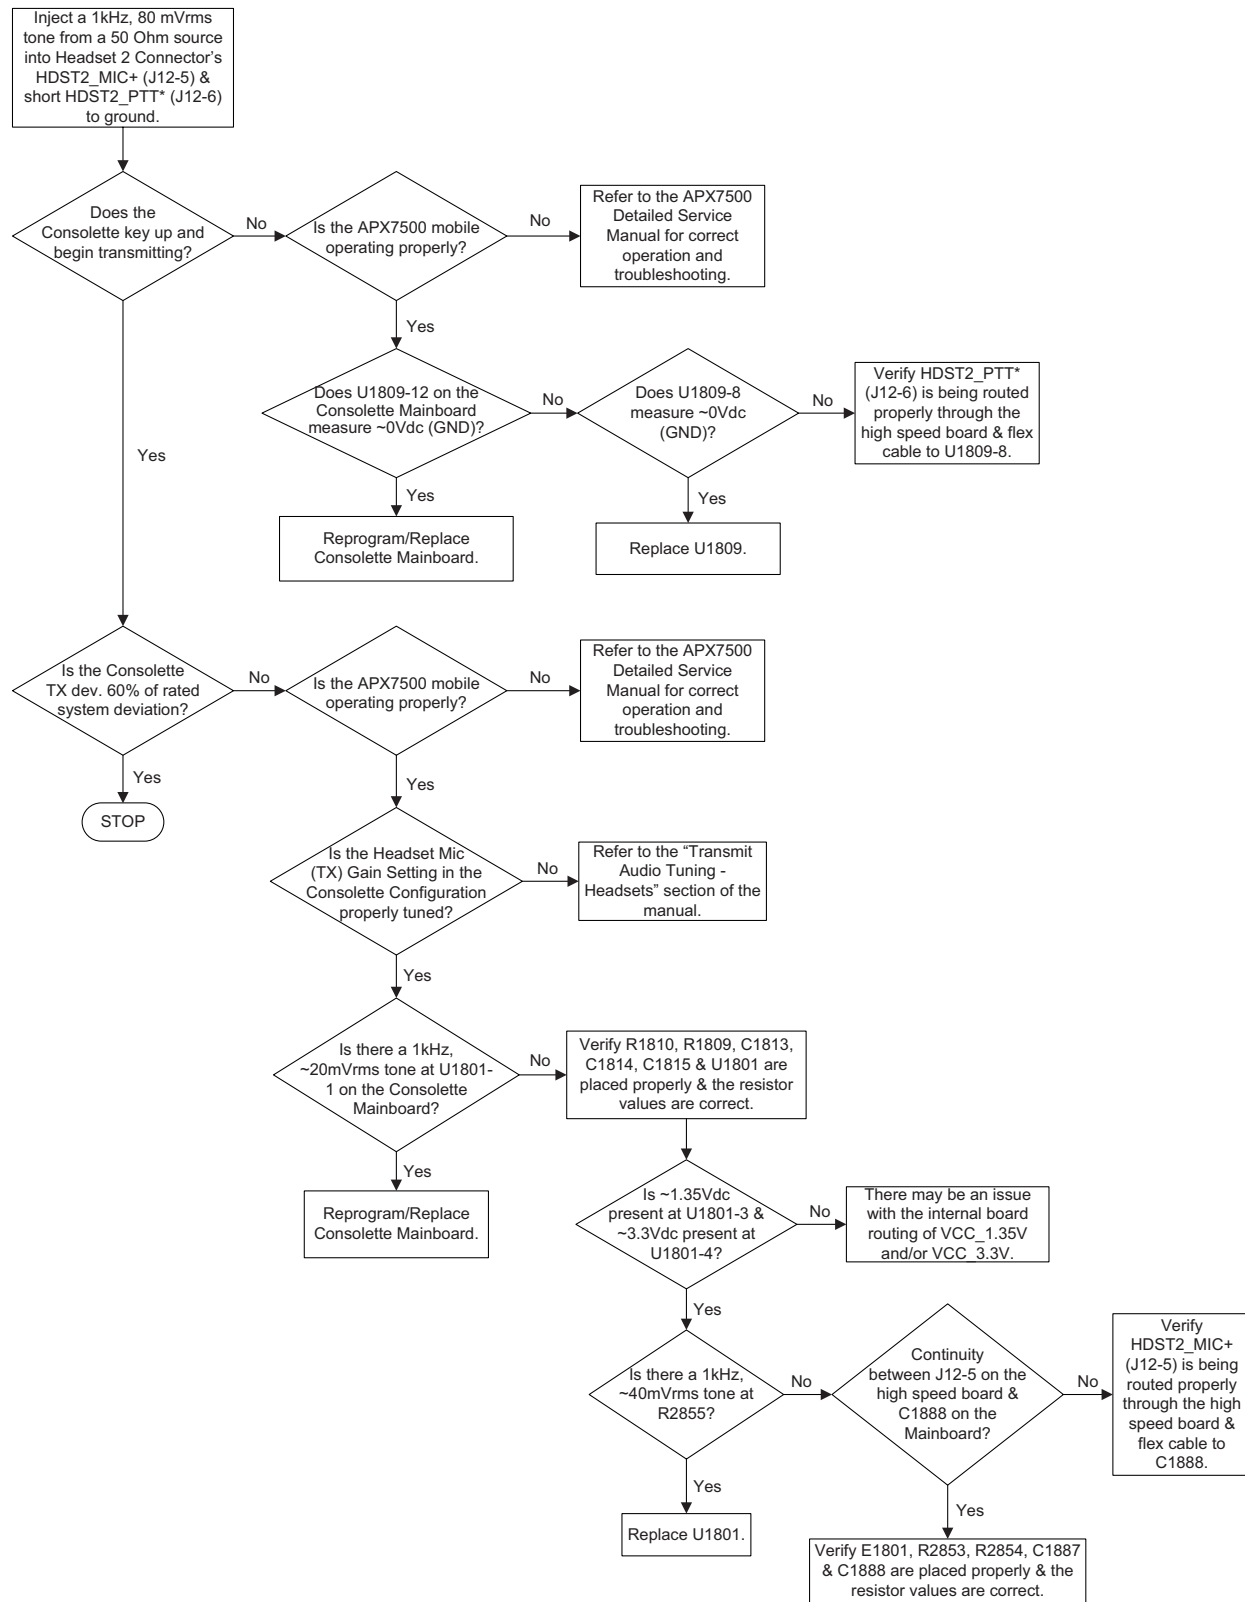 Inject a 1kHz, 80 mVrms
tone from a 50 Ohm source
into Headset 2 Connector's
HDST2_MIC+ (J12-5) &
short HDST2_PTT* (J12-6)
to ground.
Does the
Consolette key up and
begin transmitting?
No
Is the APX7500 mobile
operating properly?
No
Refer to the APX7500
Detailed Service
Manual for correct
operation and
troubleshooting.
Yes
Yes
Does U1809-12 on the
Consolette Mainboard
measure ~0Vdc (GND)?
No
Does U1809-8
measure ~0Vdc
(GND)?
No
Verify HDST2_PTT*
(J12-6) is being routed
properly through the
high speed board & flex
cable to U1809-8.
Yes
Reprogram/Replace
Consolette Mainboard.
Yes
Replace U1809.
Is the Consolette
TX dev. 60% of rated
system deviation?
No
Is the APX7500 mobile
operating properly?
No
Refer to the APX7500
Detailed Service
Manual for correct
operation and
troubleshooting.
Yes
STOP
Yes
Is the Headset Mic
(TX) Gain Setting in the
Consolette Configuration
properly tuned?
No
Refer to the “Transmit
Audio Tuning -
Headsets” section of the
manual.
Yes
Is there a 1kHz,
~20mVrms tone at U1801-
1 on the Consolette
Mainboard?
No
Verify R1810, R1809, C1813,
C1814, C1815 & U1801 are
placed properly & the resistor
values are correct.
Yes
Reprogram/Replace
Consolette Mainboard.
Is ~1.35Vdc
present at U1801-3 &
~3.3Vdc present at
U1801-4?
No
There may be an issue
with the internal board
routing of VCC_1.35V
and/or VCC_3.3V.
Yes
Is there a 1kHz,
~40mVrms tone at
R2855?
No
Continuity
between J12-5 on the
high speed board &
C1888 on the
Mainboard?
No
Verify
HDST2_MIC+
(J12-5) is being
routed properly
through the high
speed board &
flex cable to
C1888.
Yes
Replace U1801.
Yes
Verify E1801, R2853, R2854, C1887
& C1888 are placed properly & the
resistor values are correct.